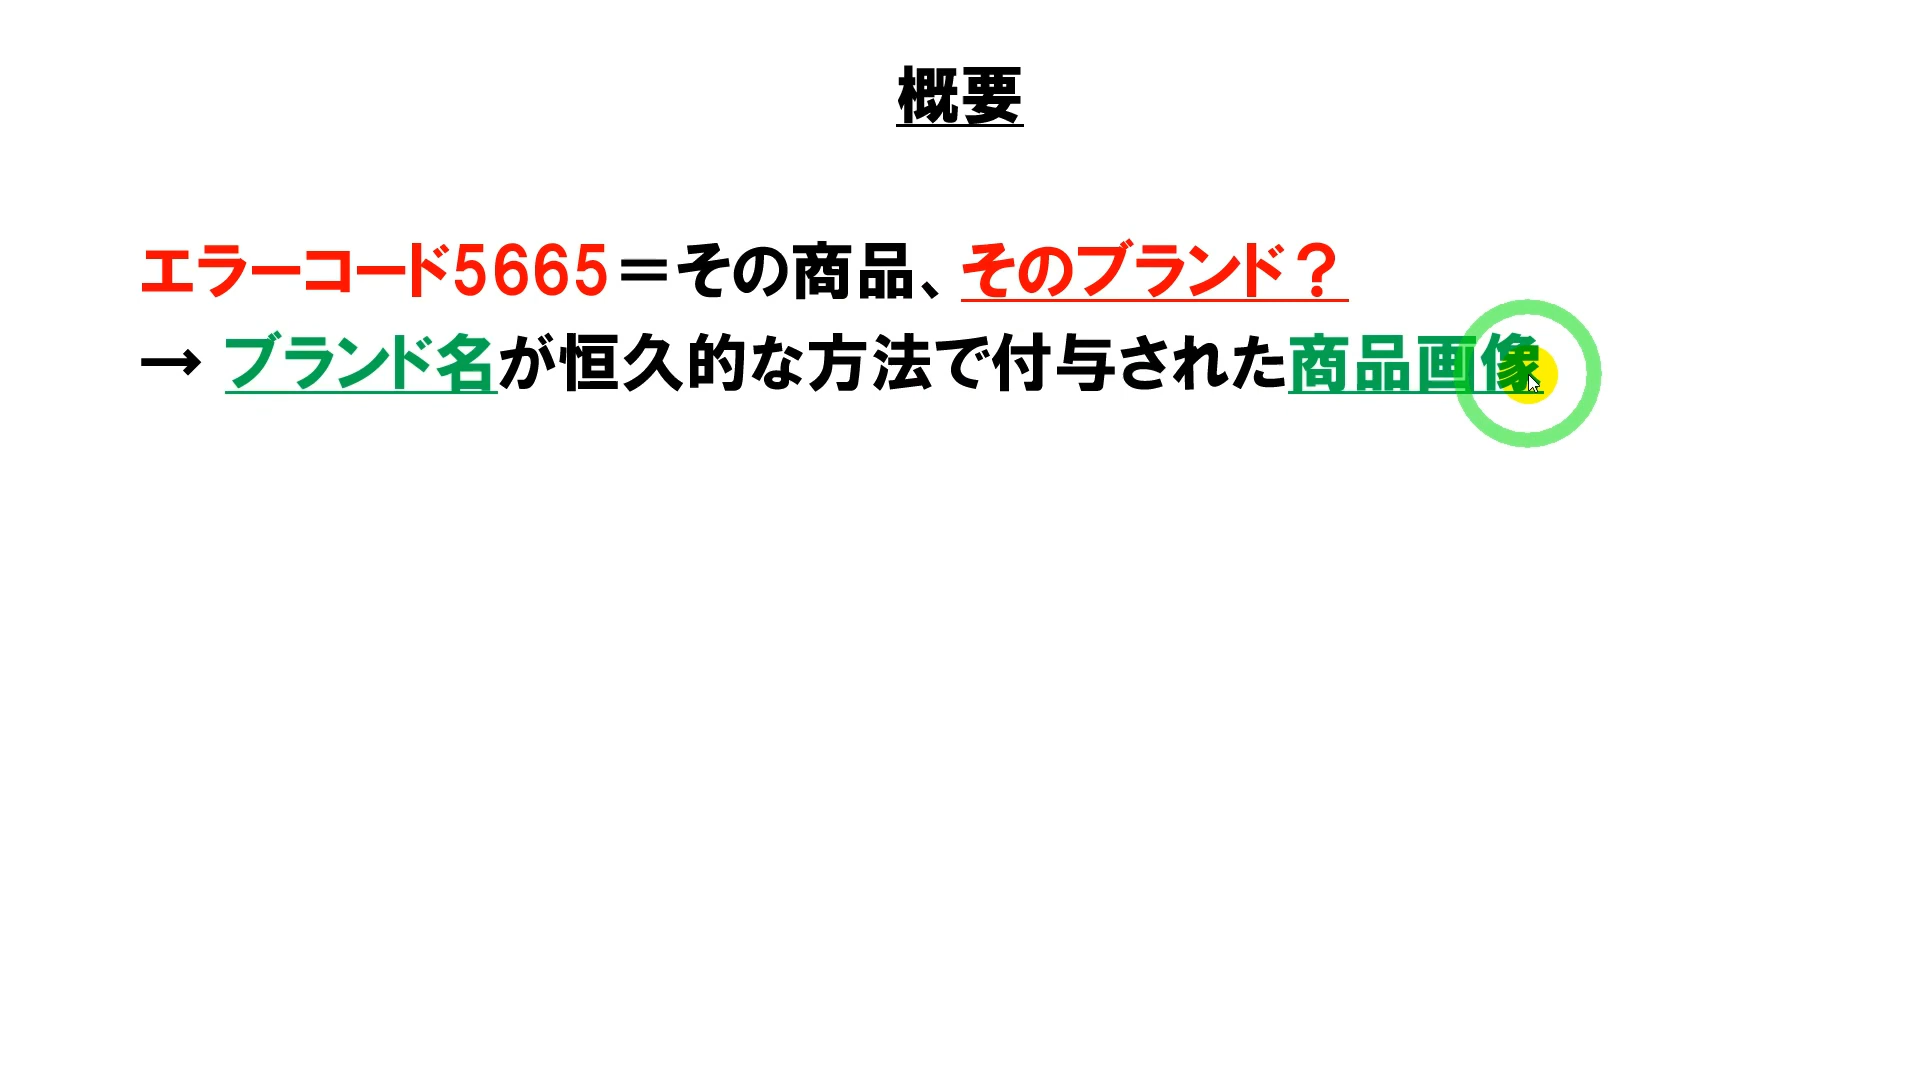 概要
エラーコード5665＝その商品、そのブランド？
→ ブランド名が恒久的な方法で付与された商品画像